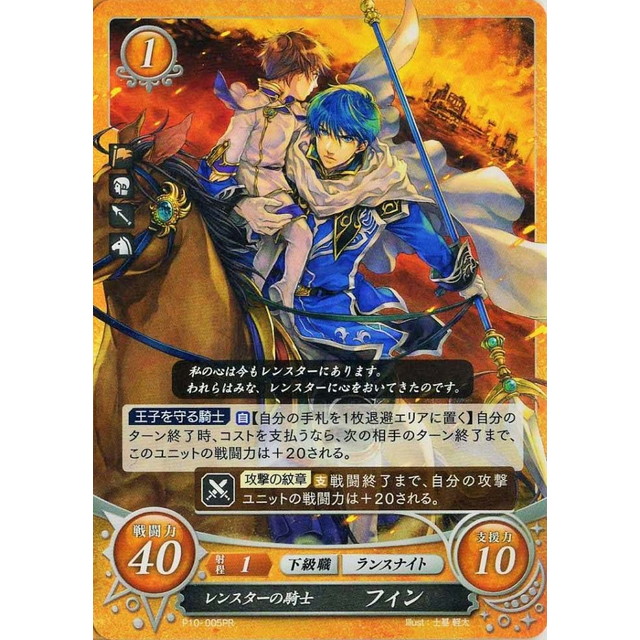 1
私の心は今もレンスターにあります。
われらはみな、レンスターに心をおいてきたのです。
王子を守る騎士 自【自分の手札を1枚退避エリアに置く】自分の
ターン終了時、コストを支払うなら、次の相手のターン終了まで、
このユニットの戦闘力は+20される。
攻撃の紋章 支 戦闘終了まで、自分の攻撃
ユニットの戦闘力は+20される。
戦闘力
40
射程 1
下級職
ランスナイト
支援力
10
レンスターの騎士 フィン
P10-005PR
Illust: